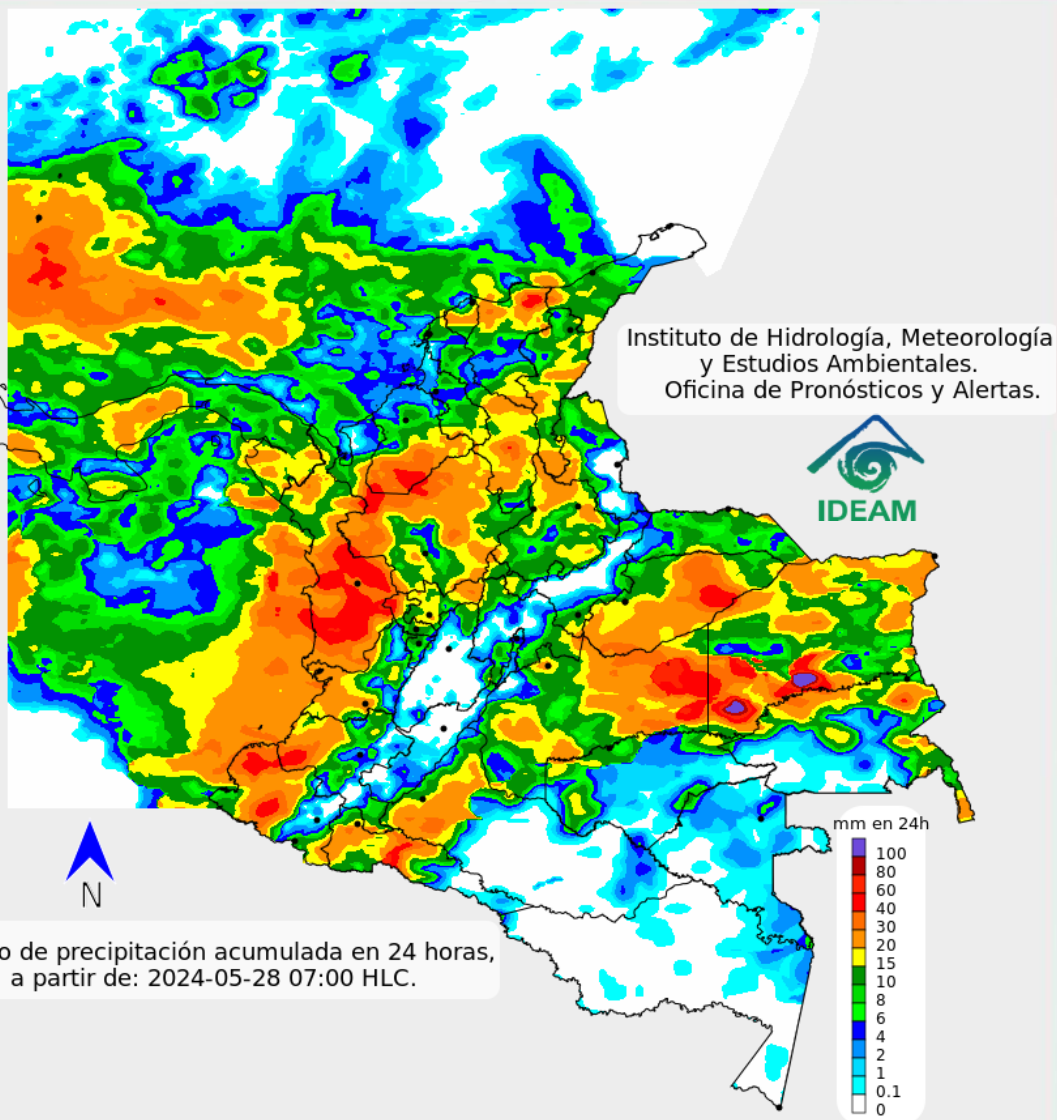 Instituto de Hidrología, Meteorología
y Estudios Ambientales.
Oficina de Pronósticos y Alertas.
IDEAM
N
o de precipitación acumulada en 24 horas,
a partir de: 2024-05-28 07:00 HLC.
mm en 24h
100
80
60
40
30
20
15
10
8
6
4
2
1
0.1
0